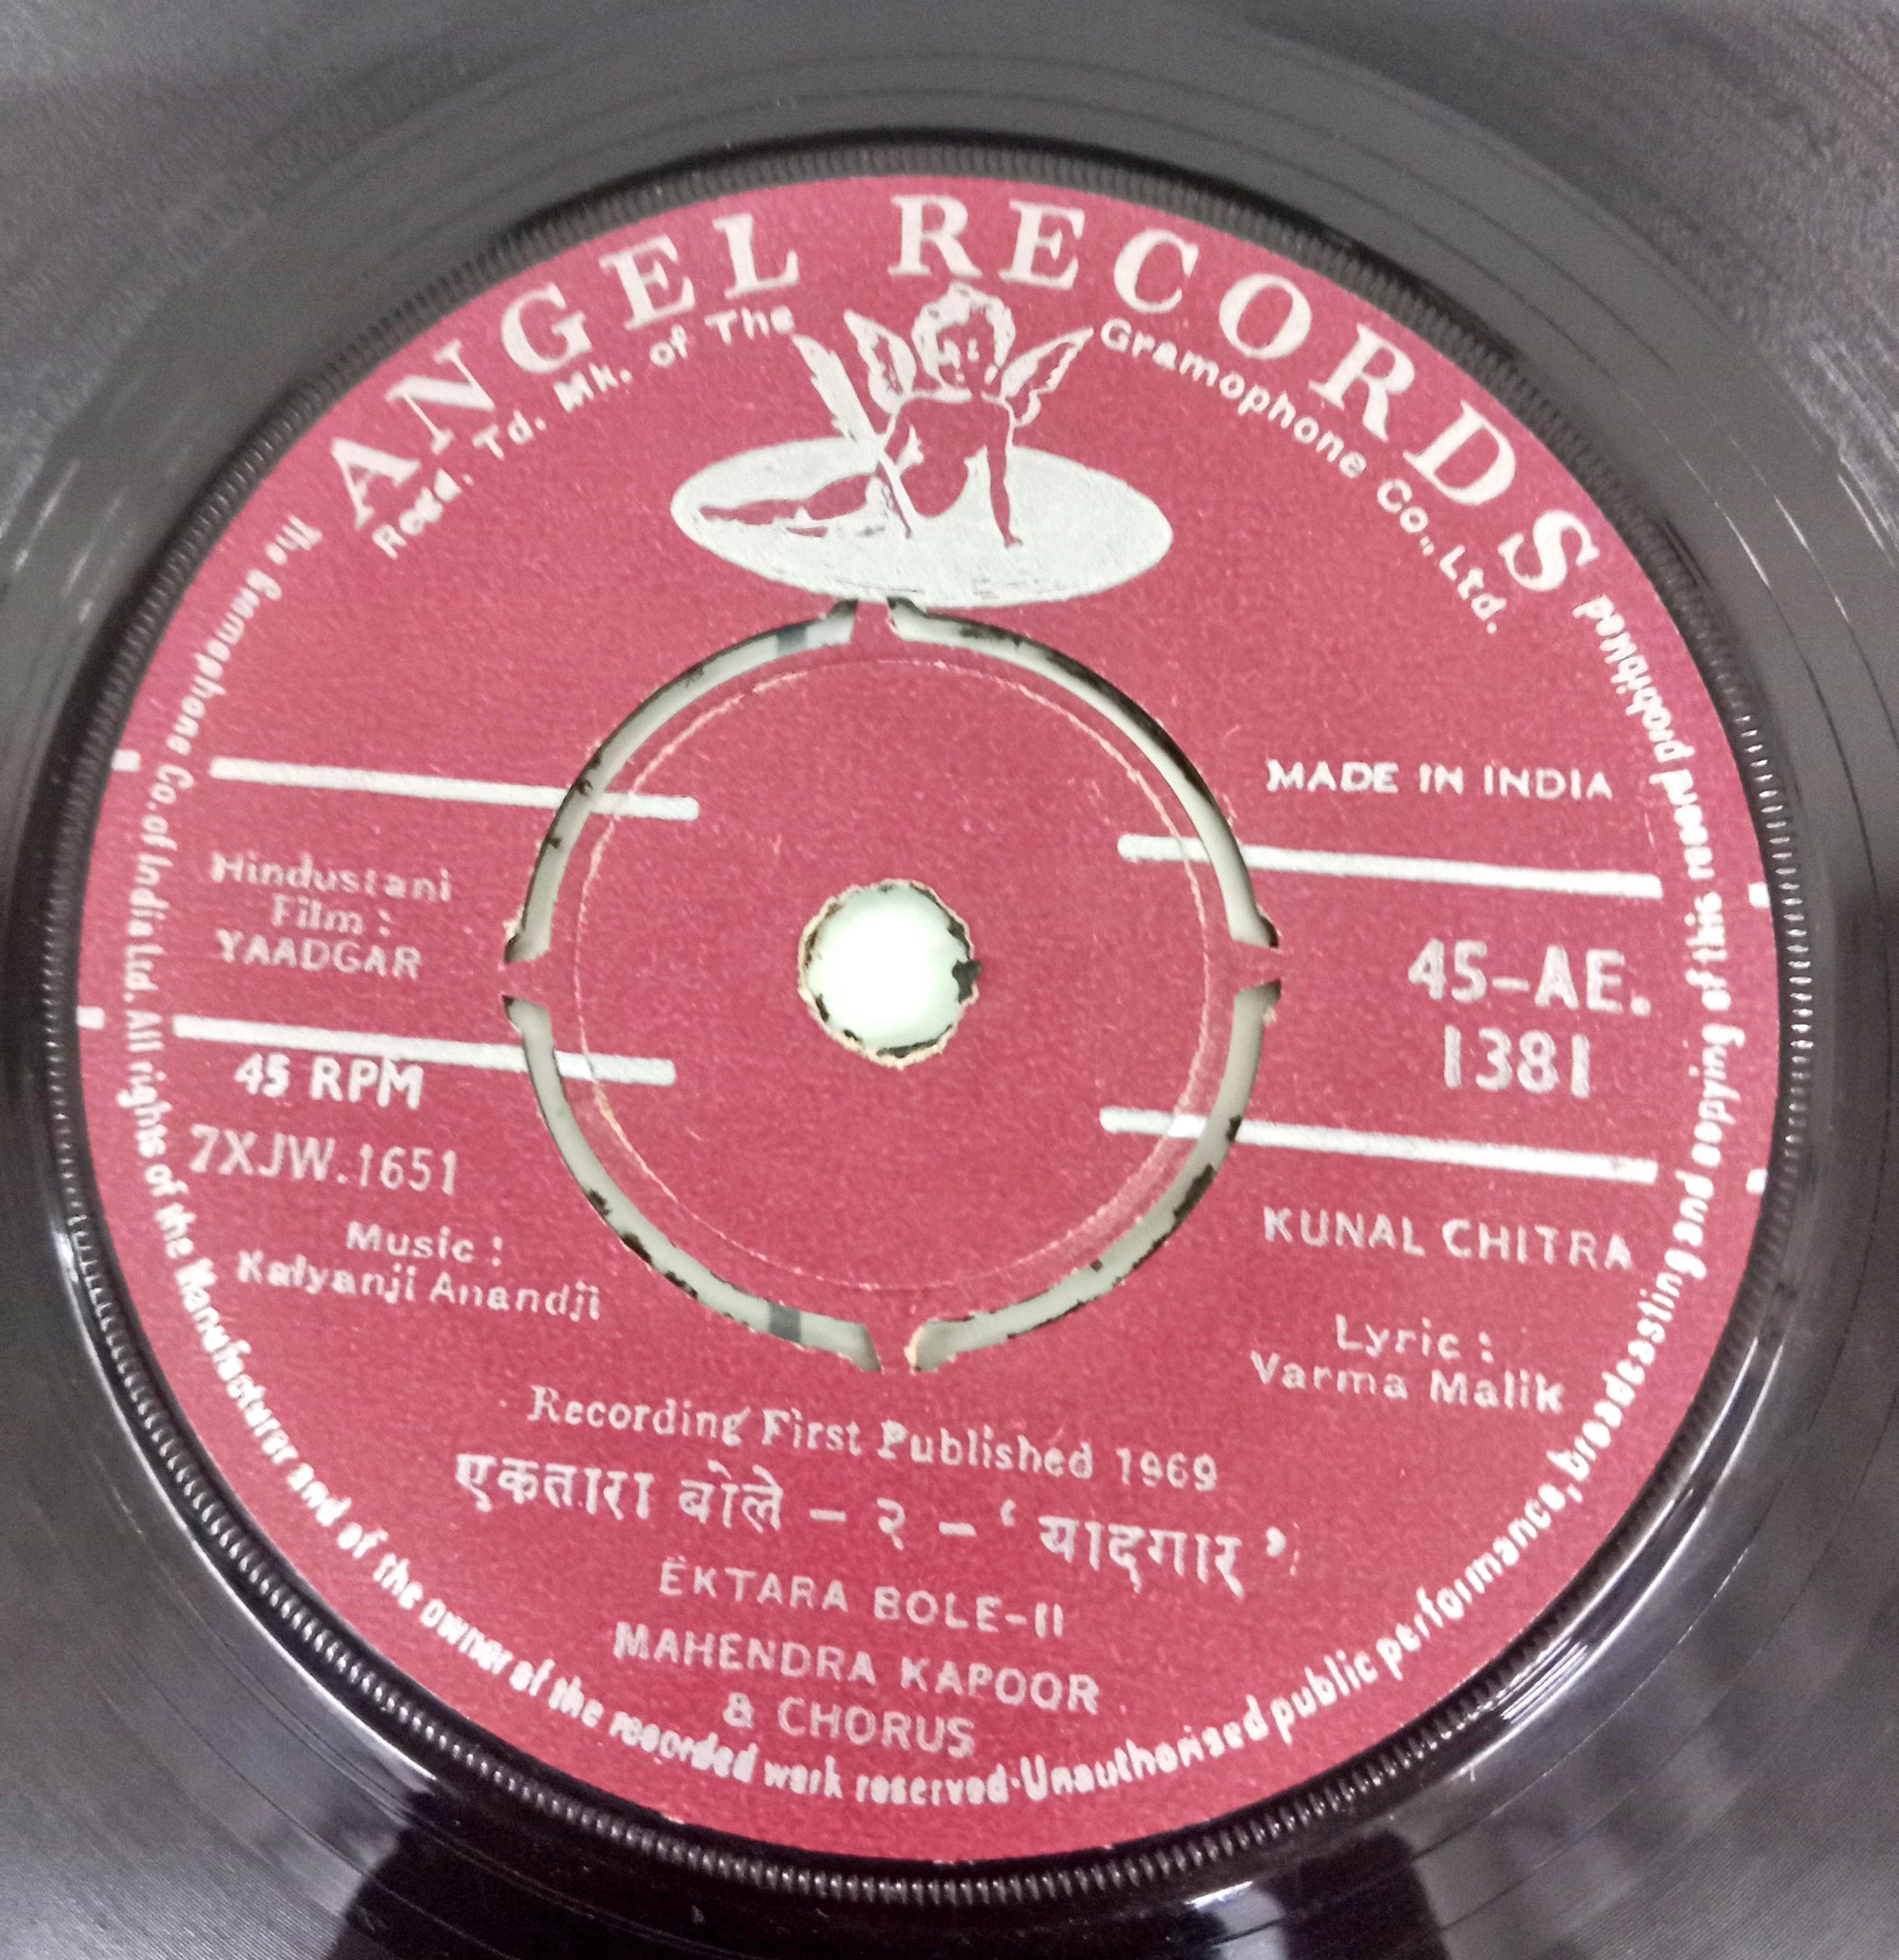 ANGEL RECORDS
Regd. Td. Mk. of The Gramophone Co., Ltd.
MADE IN INDIA
Hindustani
Film :
YAADGAR
45-AE.
1381
45 RPM
7XJW.1651
Music :
Kalyanji Anandji
KUNAL CHITRA
Lyric :
Varma Malik
Recording First Published 1969
एकतारा बोले - २ - ‘ यादगार ’
EKTARA BOLE-II
MAHENDRA KAPOOR
& CHORUS
The Gramophone Co. of India Ltd. All rights of the Manufacturer and of the owner of the recorded work reserved·Unauthorised public performance, broadcasting and copying of this record prohibited